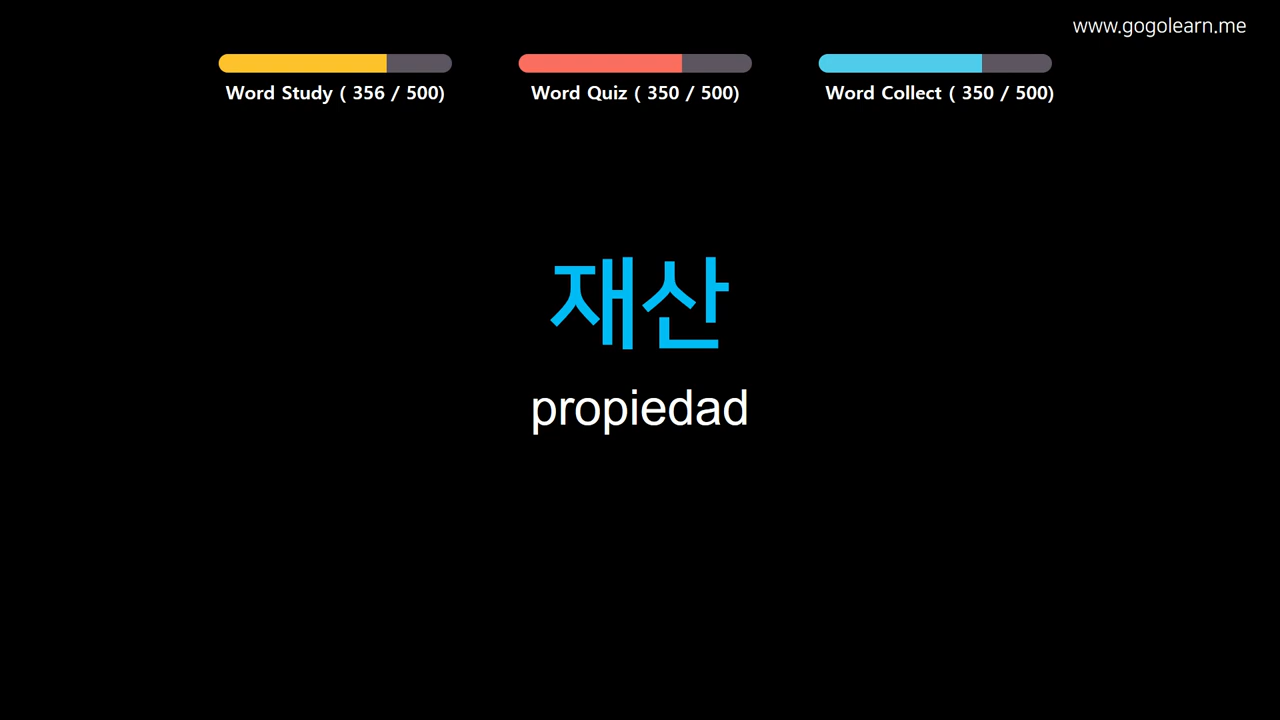 www.gogolearn.me
Word Study ( 356 / 500)
Word Quiz ( 350 / 500)
Word Collect ( 350 / 500)
재산
propiedad